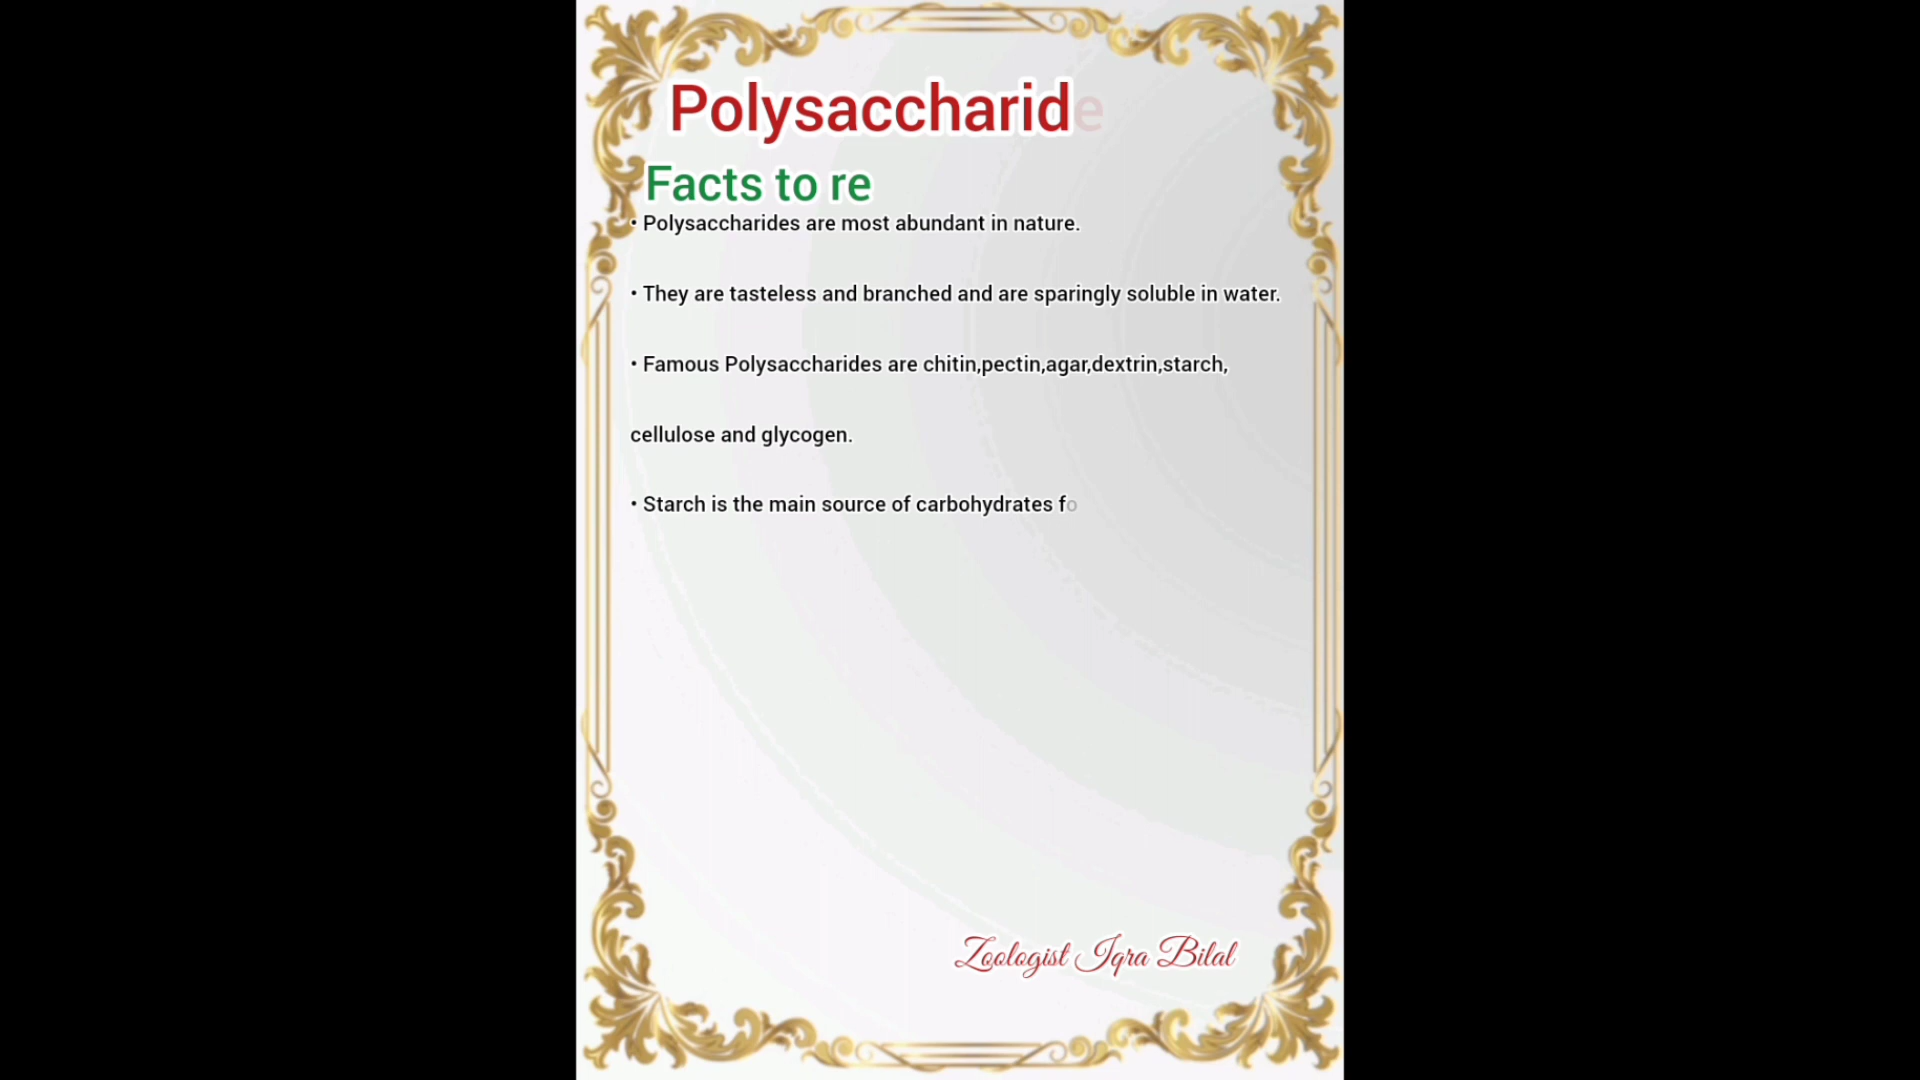 Polysaccharide
Facts to re
• Polysaccharides are most abundant in nature.
• They are tasteless and branched and are sparingly soluble in water.
• Famous Polysaccharides are chitin,pectin,agar,dextrin,starch,
cellulose and glycogen.
• Starch is the main source of carbohydrates fo
Zoologist Iqra Bilal